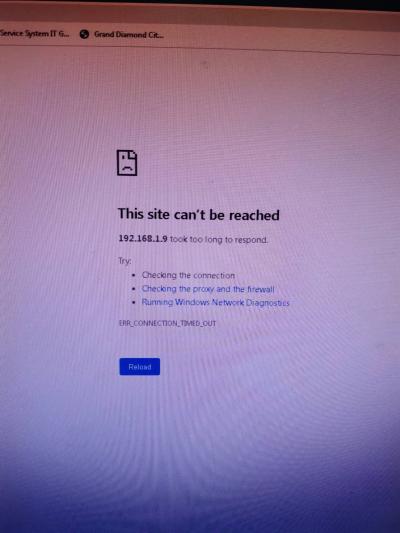 Service System IT G...
Grand Diamond Cit...
This site can't be reached
192.168.1.9 took too long to respond.
Try:
Checking the connection
Checking the proxy and the firewall
Running Windows Network Diagnostics
ERR_CONNECTION_TIMED_OUT
Reload